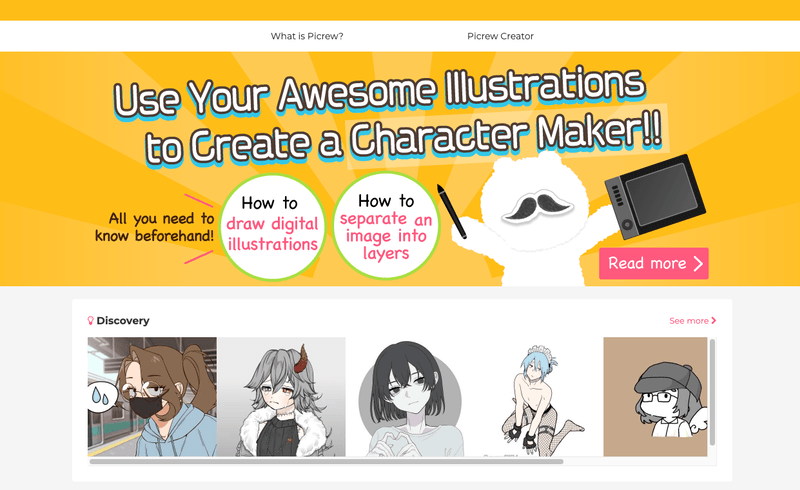 What is Picrew?
Picrew Creator
Use Your Awesome Illustrations
to Create a Character Maker!!
All you need to
know beforehand!
How to
draw digital
illustrations
How to
separate an
image into
layers
Read more
Discovery
See more